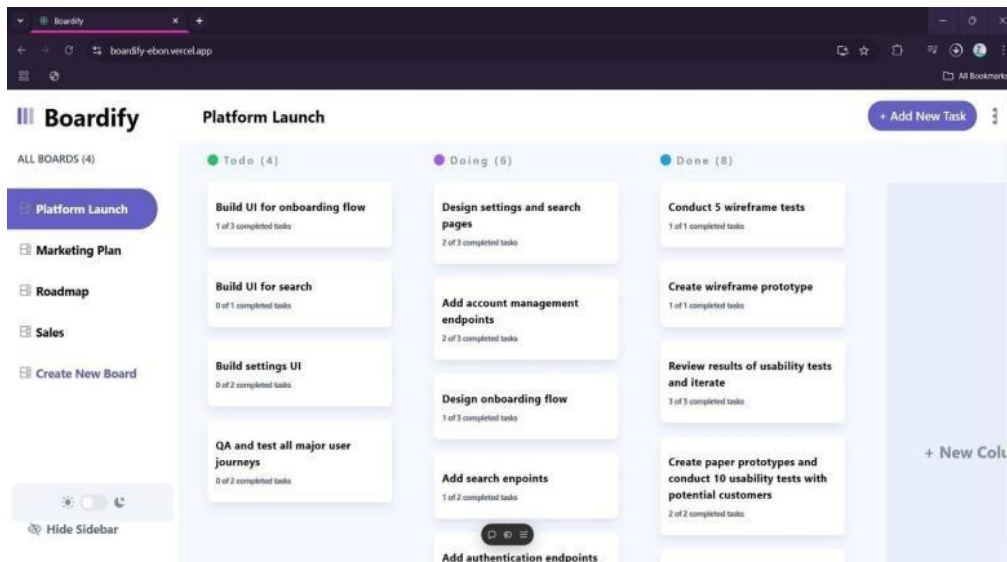 Boardify
boardify-ebon.vercel.app
All Bookmarks
Boardify
Platform Launch
+ Add New Task
ALL BOARDS (4)
Platform Launch
Marketing Plan
Roadmap
Sales
Create New Board
Hide Sidebar
Todo (4)
Build UI for onboarding flow
1 of 3 completed tasks
Build UI for search
0 of 1 completed tasks
Build settings UI
0 of 2 completed tasks
QA and test all major user
journeys
0 of 2 completed tasks
Doing (6)
Design settings and search
pages
2 of 3 completed tasks
Add account management
endpoints
2 of 3 completed tasks
Design onboarding flow
1 of 3 completed tasks
Add search enpoints
1 of 2 completed tasks
Add authentication endpoints
Done (8)
Conduct 5 wireframe tests
1 of 1 completed tasks
Create wireframe prototype
1 of 1 completed tasks
Review results of usability tests
and iterate
3 of 3 completed tasks
Create paper prototypes and
conduct 10 usability tests with
potential customers
2 of 2 completed tasks
+ New Colu